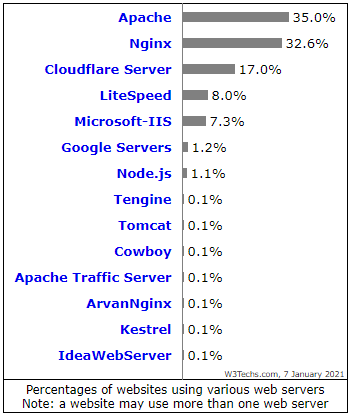 Apache 35.0%
Nginx 32.6%
Cloudflare Server 17.0%
LiteSpeed 8.0%
Microsoft-IIS 7.3%
Google Servers 1.2%
Node.js 1.1%
Tengine 0.1%
Tomcat 0.1%
Cowboy 0.1%
Apache Traffic Server 0.1%
ArvanNginx 0.1%
Kestrel 0.1%
IdeaWebServer 0.1%
W3Techs.com, 7 January 2021
Percentages of websites using various web servers
Note: a website may use more than one web server